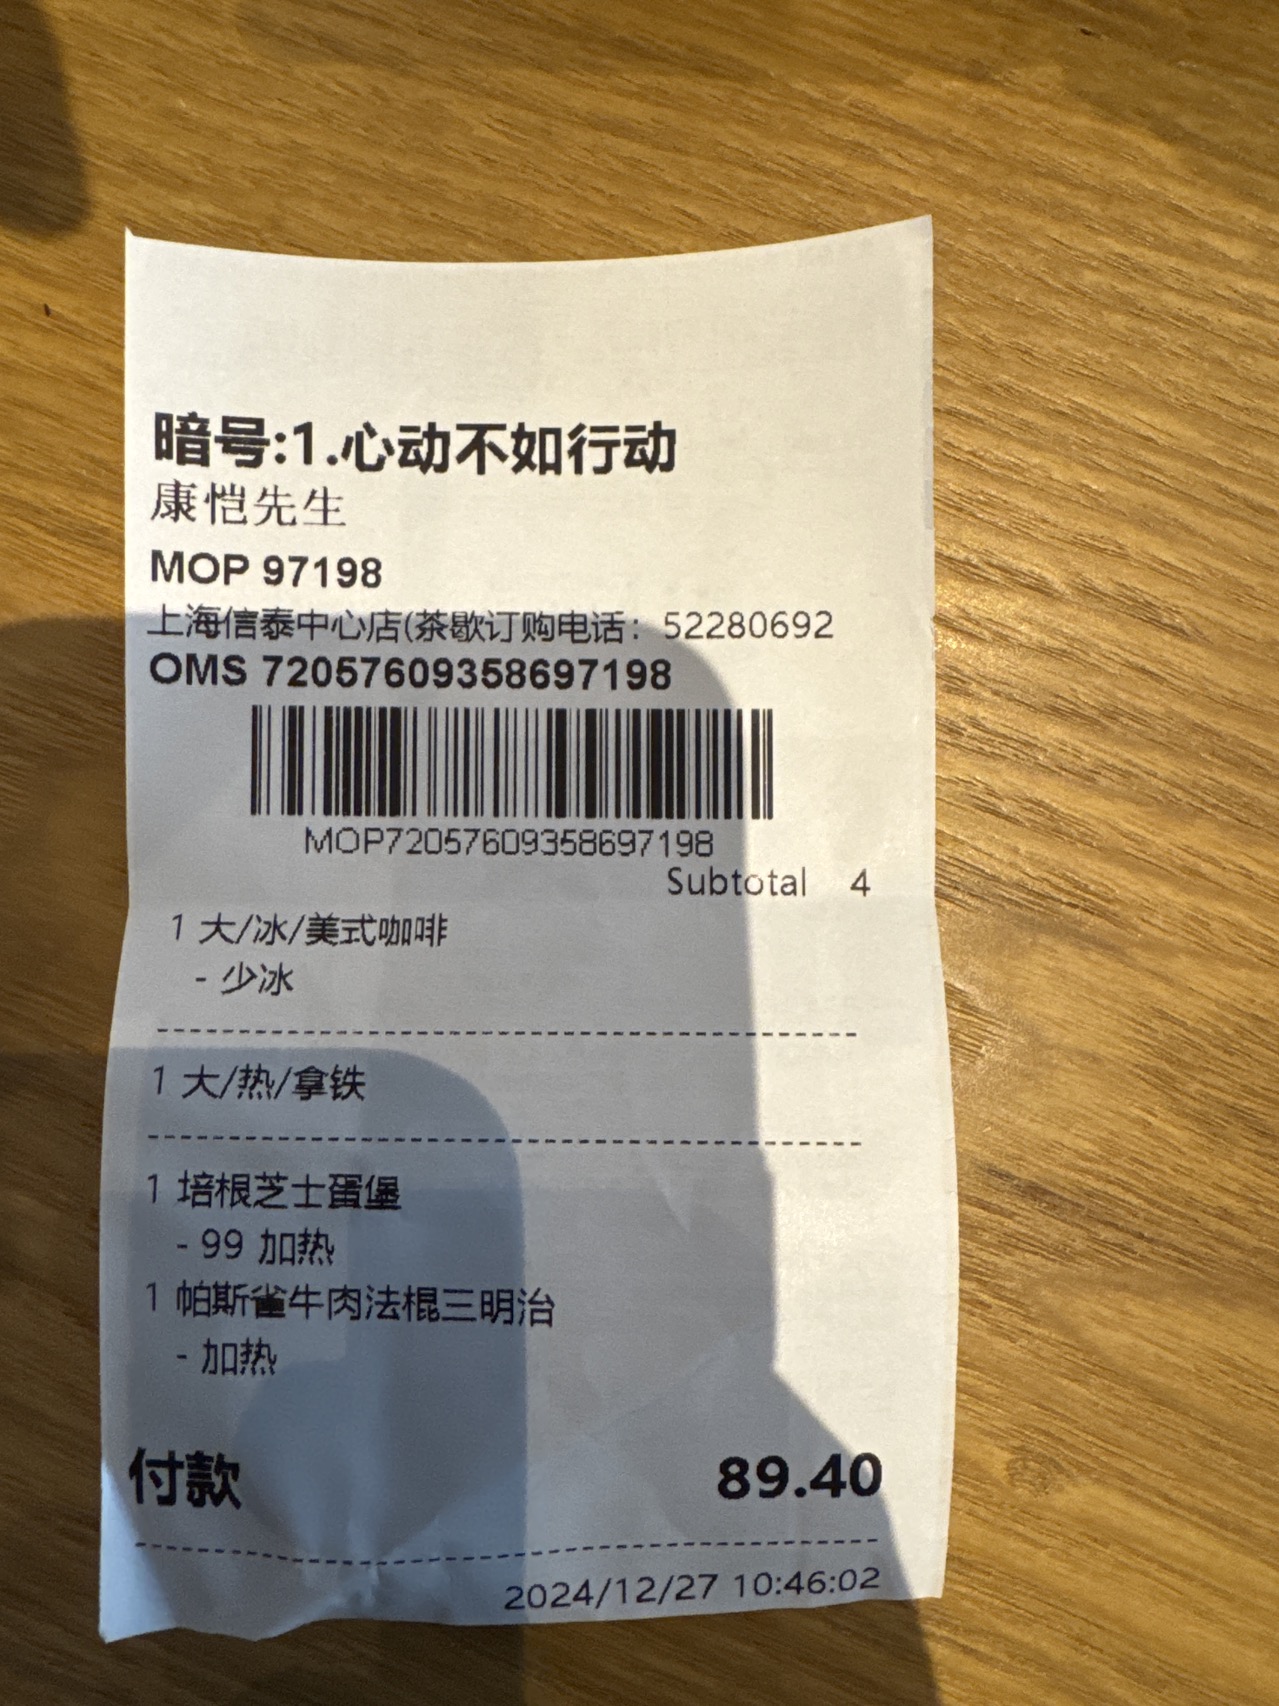 暗号:1.心动不如行动
康恺先生
MOP 97198
上海信泰中心店(茶歇订购电话：52280692
OMS 72057609358697198
MOP72057609358697198
Subtotal 4
1 大/冰/美式咖啡
- 少冰
1 大/热/拿铁
1 培根芝士蛋堡
- 99 加热
1 帕斯雀牛肉法棍三明治
- 加热
付款 89.40
2024/12/27 10:46:02